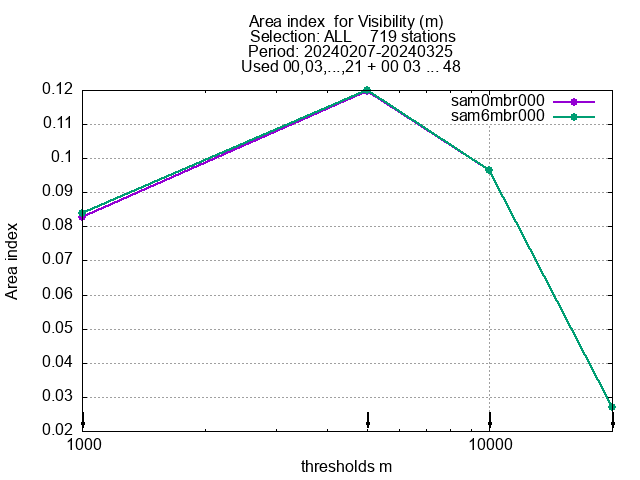 Area index  for Visibility (m)
Selection: ALL    719 stations
Period: 20240207-20240325
Used 00,03,...,21 + 00 03 ... 48
sam0mbr000
sam6mbr000
0.12
0.11
0.1
0.09
0.08
0.07
0.06
0.05
0.04
0.03
0.02
Area index
1000
10000
thresholds m